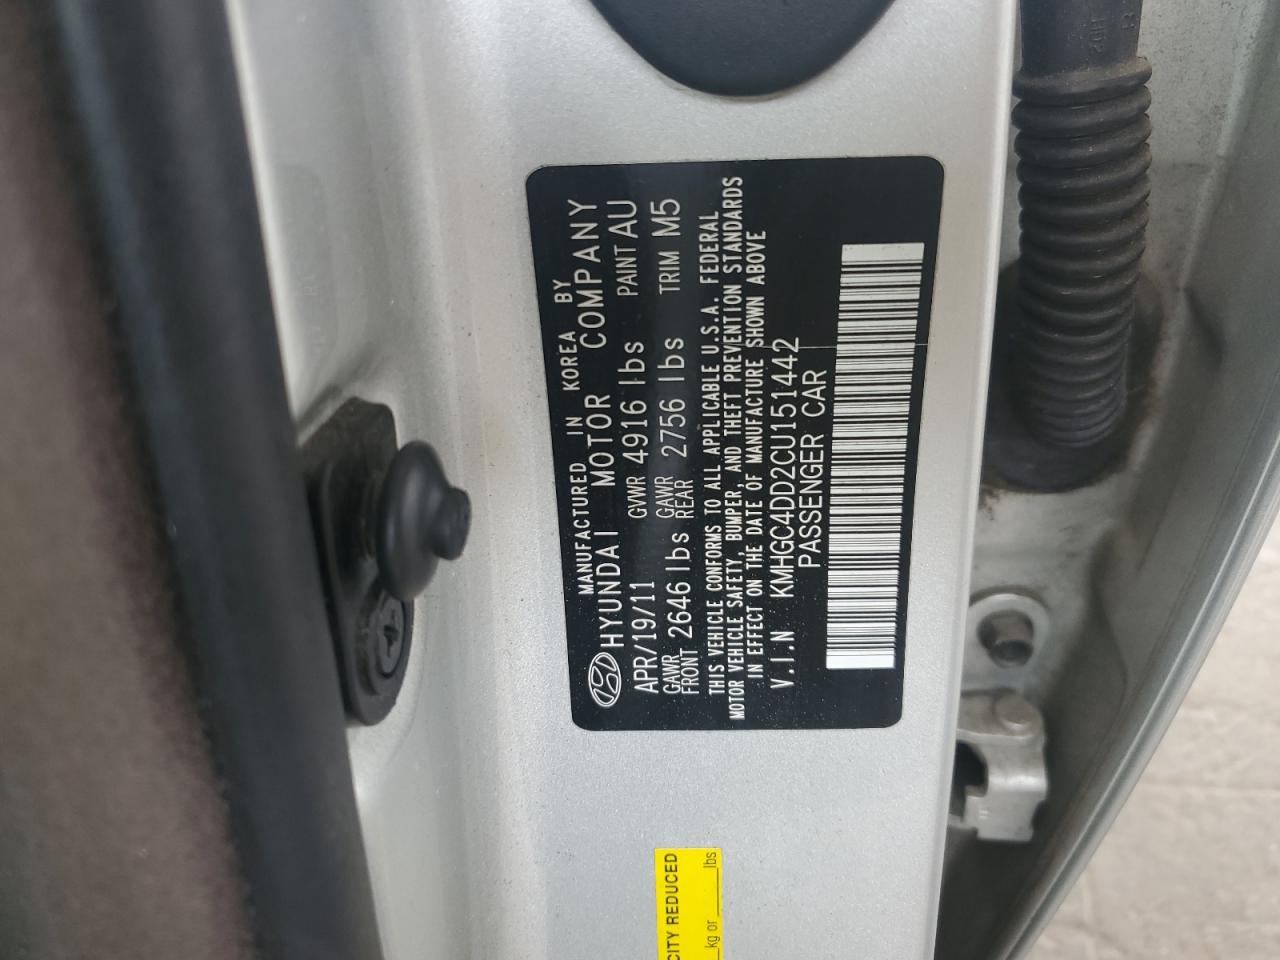 MANUFACTURED IN KOREA BY
HYUNDAI MOTOR COMPANY
APR/19/11 GVWR 4916 lbs PAINT AU
GAWR FRONT 2646 lbs GAWR REAR 2756 lbs TRIM M5
THIS VEHICLE CONFORMS TO ALL APPLICABLE U.S.A. FEDERAL
MOTOR VEHICLE SAFETY, BUMPER, AND THEFT PREVENTION STANDARDS
IN EFFECT ON THE DATE OF MANUFACTURE SHOWN ABOVE
V.I.N KMHGC4DD2CU151442
PASSENGER CAR
CITY REDUCED
kg or ______lbs